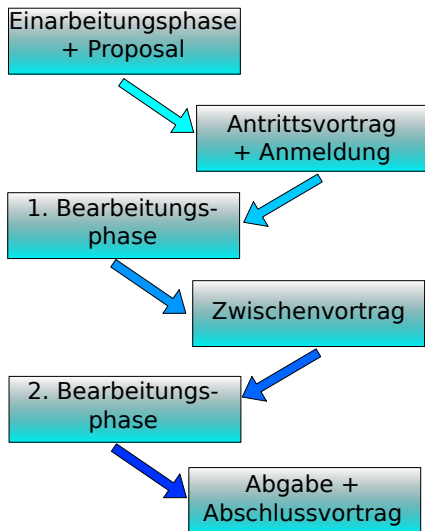 Einarbeitungsphase
+ Proposal
Antrittsvortrag
+ Anmeldung
1. Bearbeitungs-
phase
Zwischenvortrag
2. Bearbeitungs-
phase
Abgabe +
Abschlussvortrag